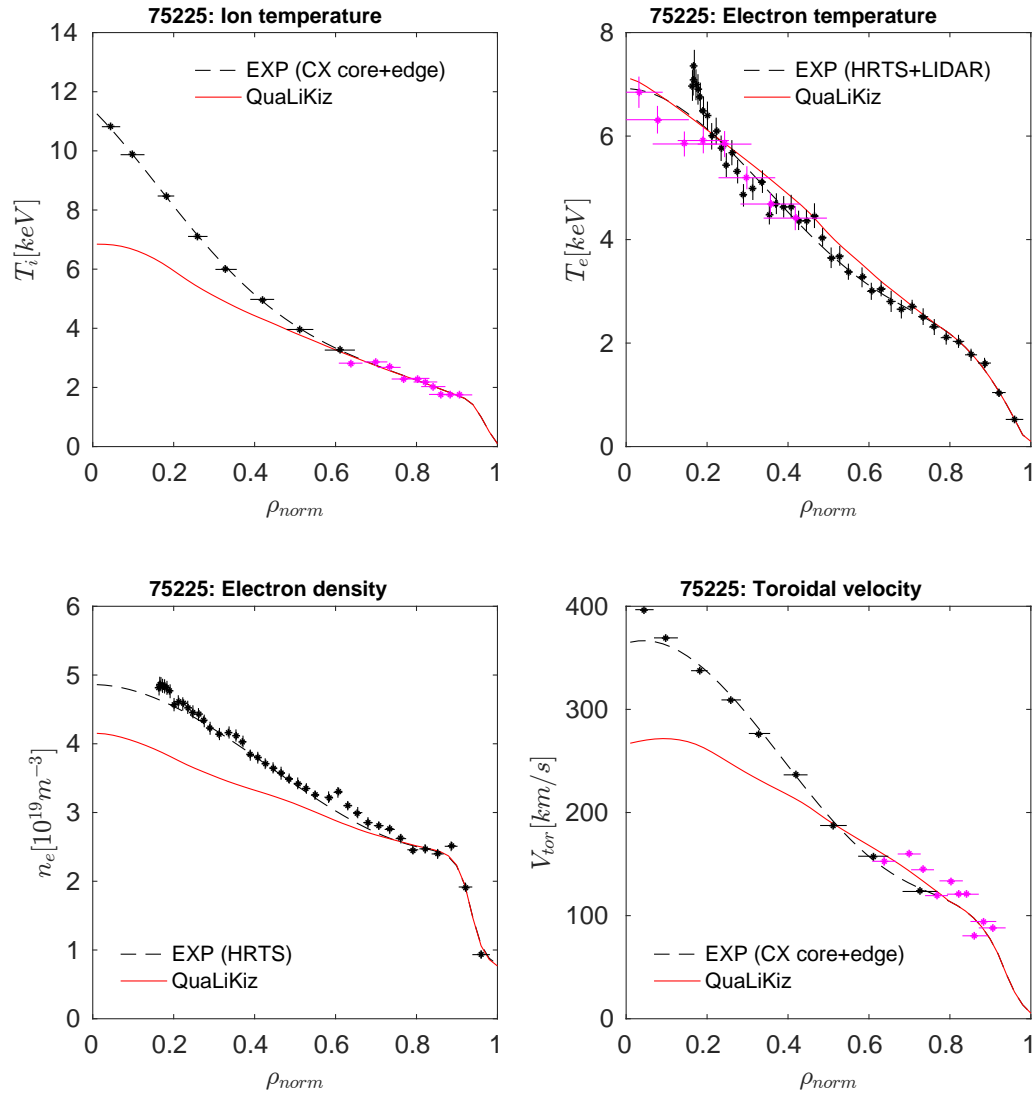 75225: Ion temperature
14
12
10
8
6
4
2
0
T_i[keV]
EXP (CX core+edge)
QuaLiKiz
0 0.2 0.4 0.6 0.8 1
ρ_norm
75225: Electron temperature
8
6
4
2
0
T_e[keV]
EXP (HRTS+LIDAR)
QuaLiKiz
0 0.2 0.4 0.6 0.8 1
ρ_norm
75225: Electron density
6
5
4
3
2
1
0
n_e[10^19 m^−3]
EXP (HRTS)
QuaLiKiz
0 0.2 0.4 0.6 0.8 1
ρ_norm
75225: Toroidal velocity
400
300
200
100
0
V_tor[km/s]
EXP (CX core+edge)
QuaLiKiz
0 0.2 0.4 0.6 0.8 1
ρ_norm